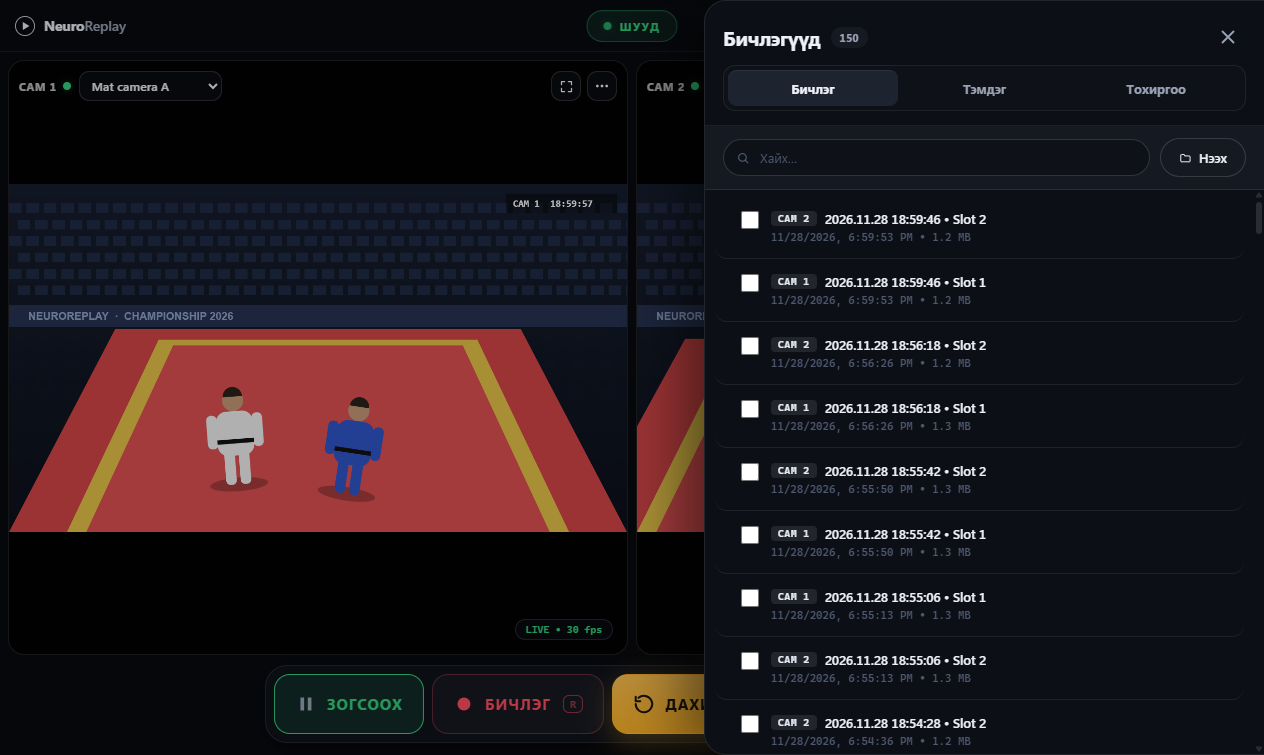 NeuroReplay
ШУУД
CAM 1
Mat camera A
CAM 2
CAM 1 18:59:57
NEUROREPLAY · CHAMPIONSHIP 2026
NEUROR
LIVE • 30 fps
ЗОГСООХ
БИЧЛЭГ R
ДАХИ
Бичлэгүүд 150
Бичлэг
Тэмдэг
Тохиргоо
Хайх...
Нээх
CAM 2 2026.11.28 18:59:46 • Slot 2
11/28/2026, 6:59:53 PM • 1.2 MB
CAM 1 2026.11.28 18:59:46 • Slot 1
11/28/2026, 6:59:53 PM • 1.2 MB
CAM 2 2026.11.28 18:56:18 • Slot 2
11/28/2026, 6:56:26 PM • 1.2 MB
CAM 1 2026.11.28 18:56:18 • Slot 1
11/28/2026, 6:56:26 PM • 1.3 MB
CAM 2 2026.11.28 18:55:42 • Slot 2
11/28/2026, 6:55:50 PM • 1.3 MB
CAM 1 2026.11.28 18:55:42 • Slot 1
11/28/2026, 6:55:50 PM • 1.3 MB
CAM 1 2026.11.28 18:55:06 • Slot 1
11/28/2026, 6:55:13 PM • 1.3 MB
CAM 2 2026.11.28 18:55:06 • Slot 2
11/28/2026, 6:55:13 PM • 1.3 MB
CAM 2 2026.11.28 18:54:28 • Slot 2
11/28/2026, 6:54:36 PM • 1.2 MB